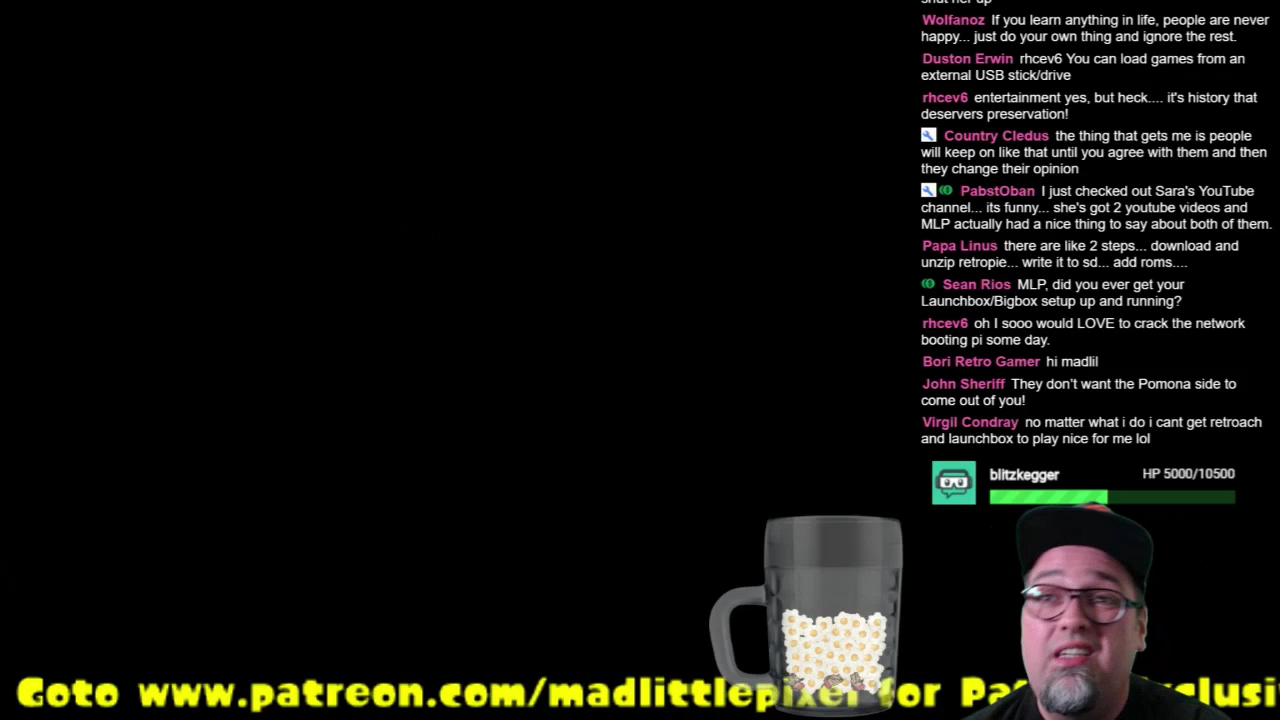 shut her up
Wolfanoz If you learn anything in life, people are never
happy... just do your own thing and ignore the rest.
Duston Erwin rhcev6 You can load games from an
external USB stick/drive
rhcev6 entertainment yes, but heck.... it's history that
deserves preservation!
Country Cledus the thing that gets me is people
will keep on like that until you agree with them and then
they change their opinion
PabstOban I just checked out Sara's YouTube
channel... its funny... she's got 2 youtube videos and
MLP actually had a nice thing to say about both of them.
Papa Linus there are like 2 steps... download and
unzip retropie... write it to sd... add roms....
Sean Rios MLP, did you ever get your
Launchbox/Bigbox setup up and running?
rhcev6 oh I sooo would LOVE to crack the network
booting pi some day.
Bori Retro Gamer hi madlil
John Sheriff They don't want the Pomona side to
come out of you!
Virgil Condray no matter what i do i cant get retroach
and launchbox to play nice for me lol
blitzkegger HP 5000/10500
Goto www.patreon.com/madlittlepixel for